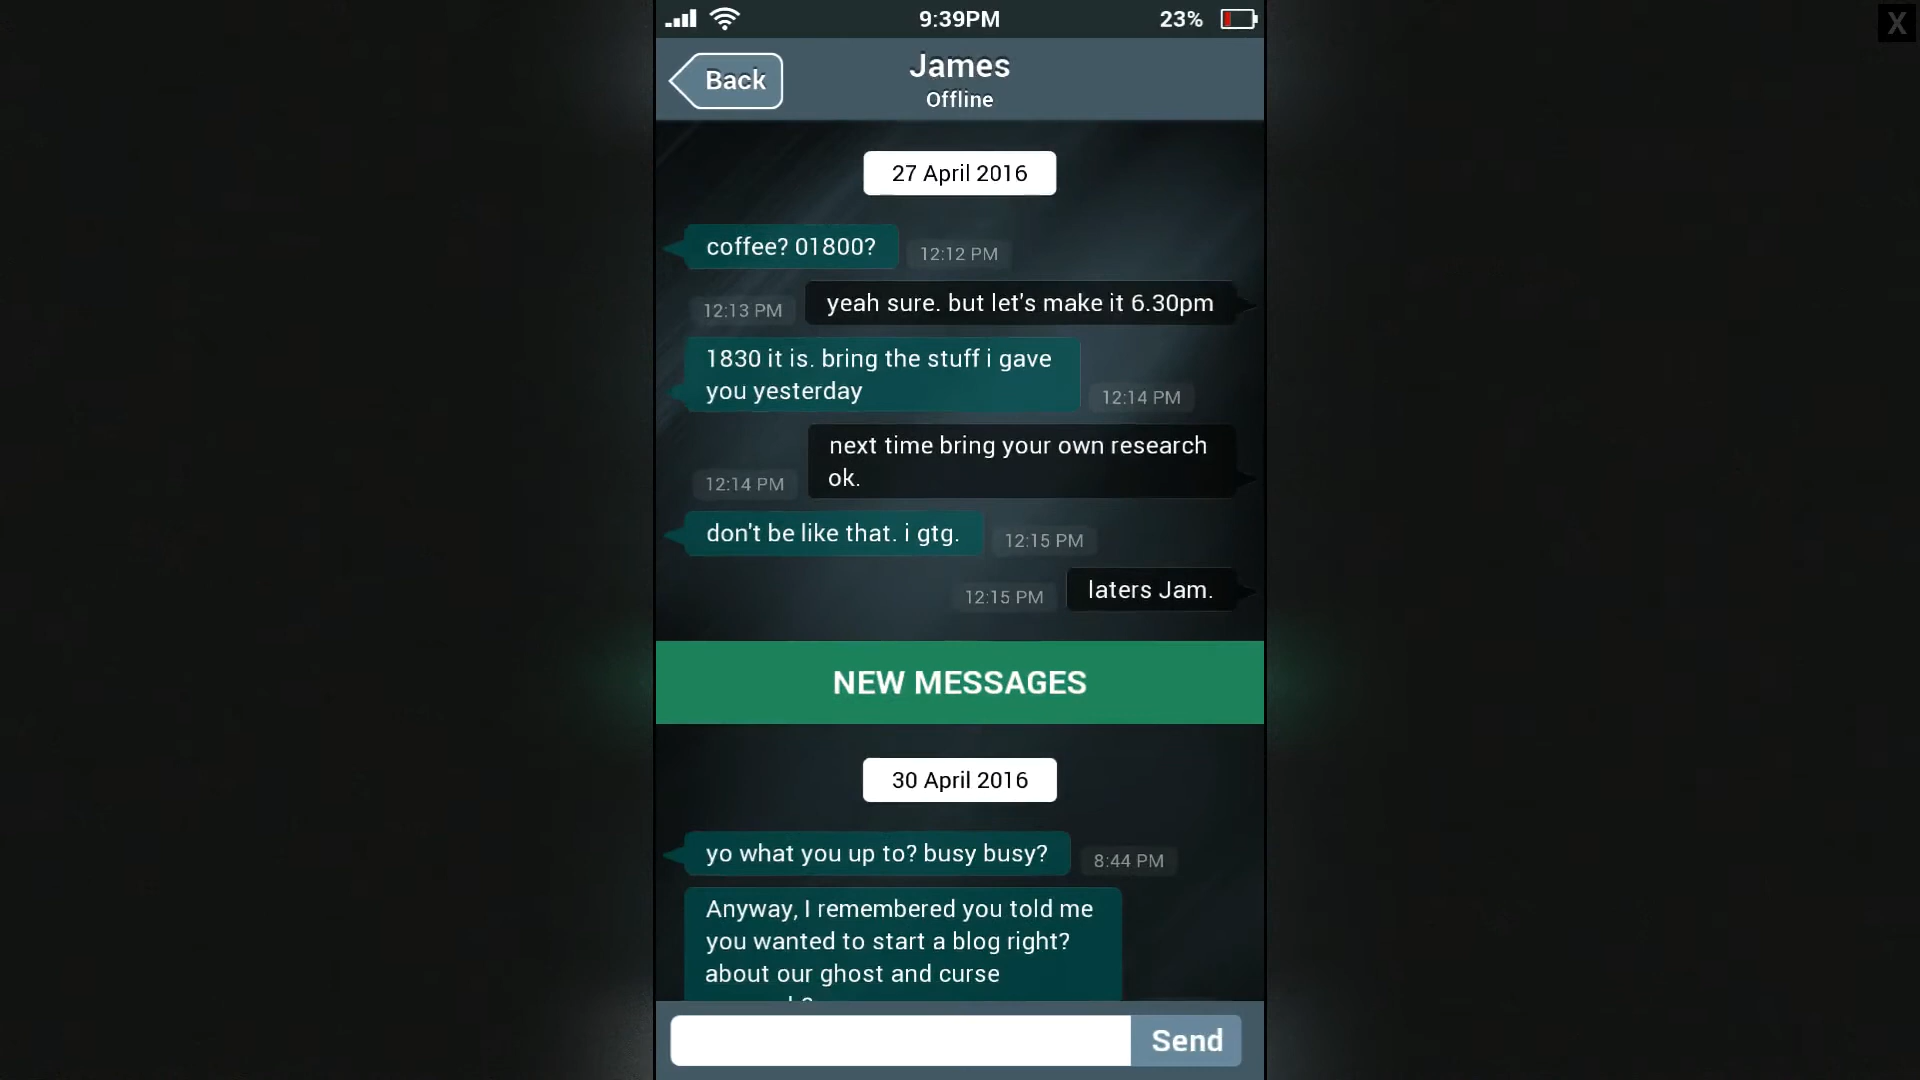 9:39PM
23%
X
Back
James
Offline
27 April 2016
coffee? 01800?
12:12 PM
12:13 PM
yeah sure. but let's make it 6.30pm
1830 it is. bring the stuff i gave
you yesterday
12:14 PM
next time bring your own research
ok.
12:14 PM
don't be like that. i gtg.
12:15 PM
12:15 PM
laters Jam.
NEW MESSAGES
30 April 2016
yo what you up to? busy busy?
8:44 PM
Anyway, I remembered you told me
you wanted to start a blog right?
about our ghost and curse
Send